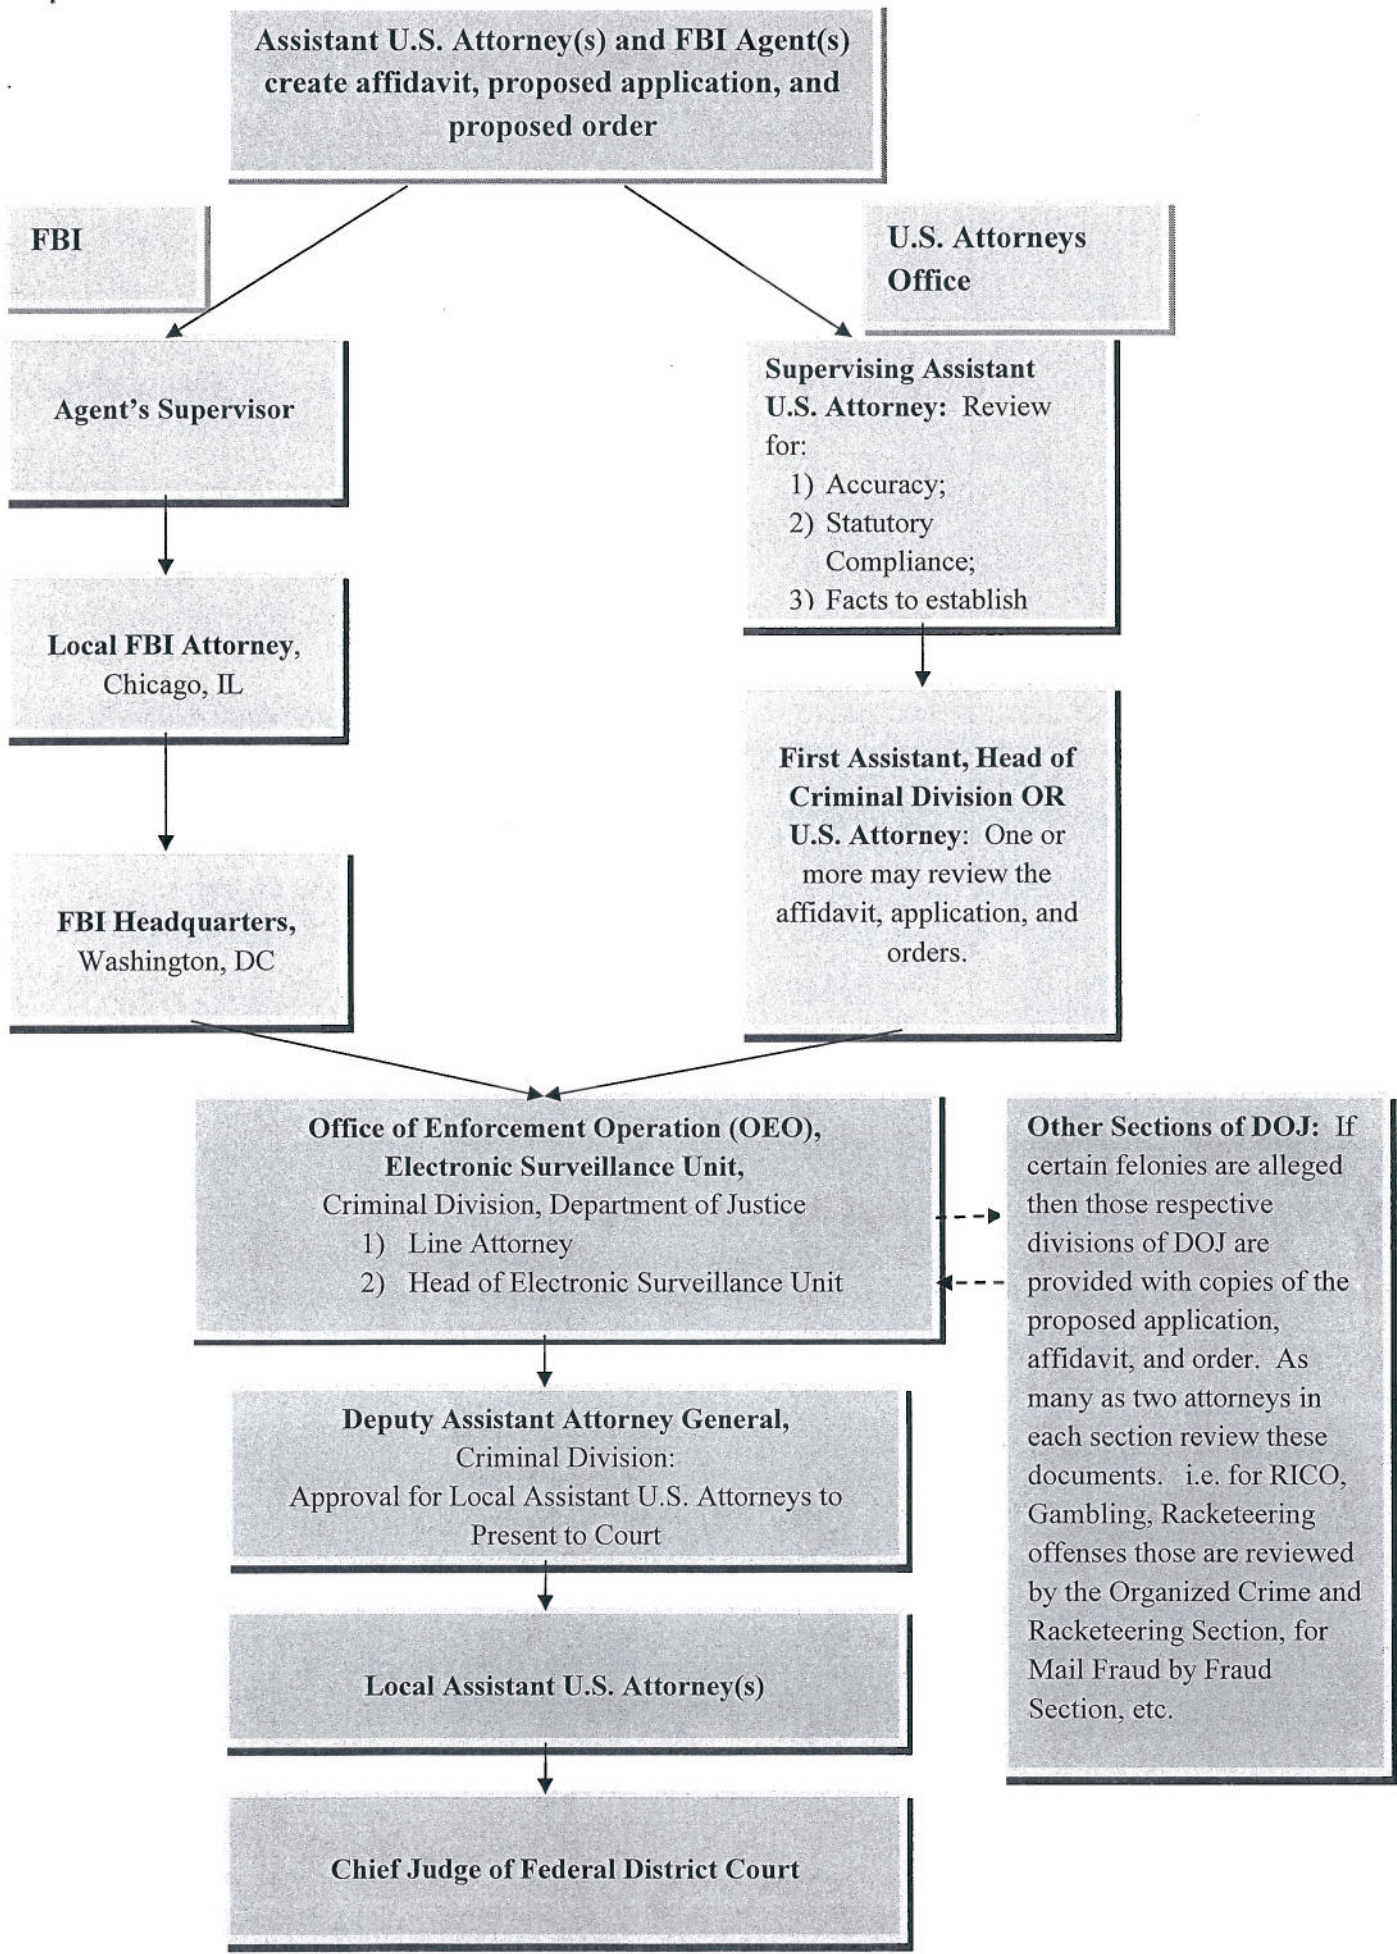 Assistant U.S. Attorney(s) and FBI Agent(s)
create affidavit, proposed application, and
proposed order
FBI
U.S. Attorneys
Office
Agent's Supervisor
Supervising Assistant
U.S. Attorney: Review
for:
1) Accuracy;
2) Statutory
Compliance;
3) Facts to establish
Local FBI Attorney,
Chicago, IL
First Assistant, Head of
Criminal Division OR
U.S. Attorney: One or
more may review the
affidavit, application, and
orders.
FBI Headquarters,
Washington, DC
Office of Enforcement Operation (OEO),
Electronic Surveillance Unit,
Criminal Division, Department of Justice
1) Line Attorney
2) Head of Electronic Surveillance Unit
Other Sections of DOJ: If
certain felonies are alleged
then those respective
divisions of DOJ are
provided with copies of the
proposed application,
affidavit, and order. As
many as two attorneys in
each section review these
documents. i.e. for RICO,
Gambling, Racketeering
offenses those are reviewed
by the Organized Crime and
Racketeering Section, for
Mail Fraud by Fraud
Section, etc.
Deputy Assistant Attorney General,
Criminal Division:
Approval for Local Assistant U.S. Attorneys to
Present to Court
Local Assistant U.S. Attorney(s)
Chief Judge of Federal District Court